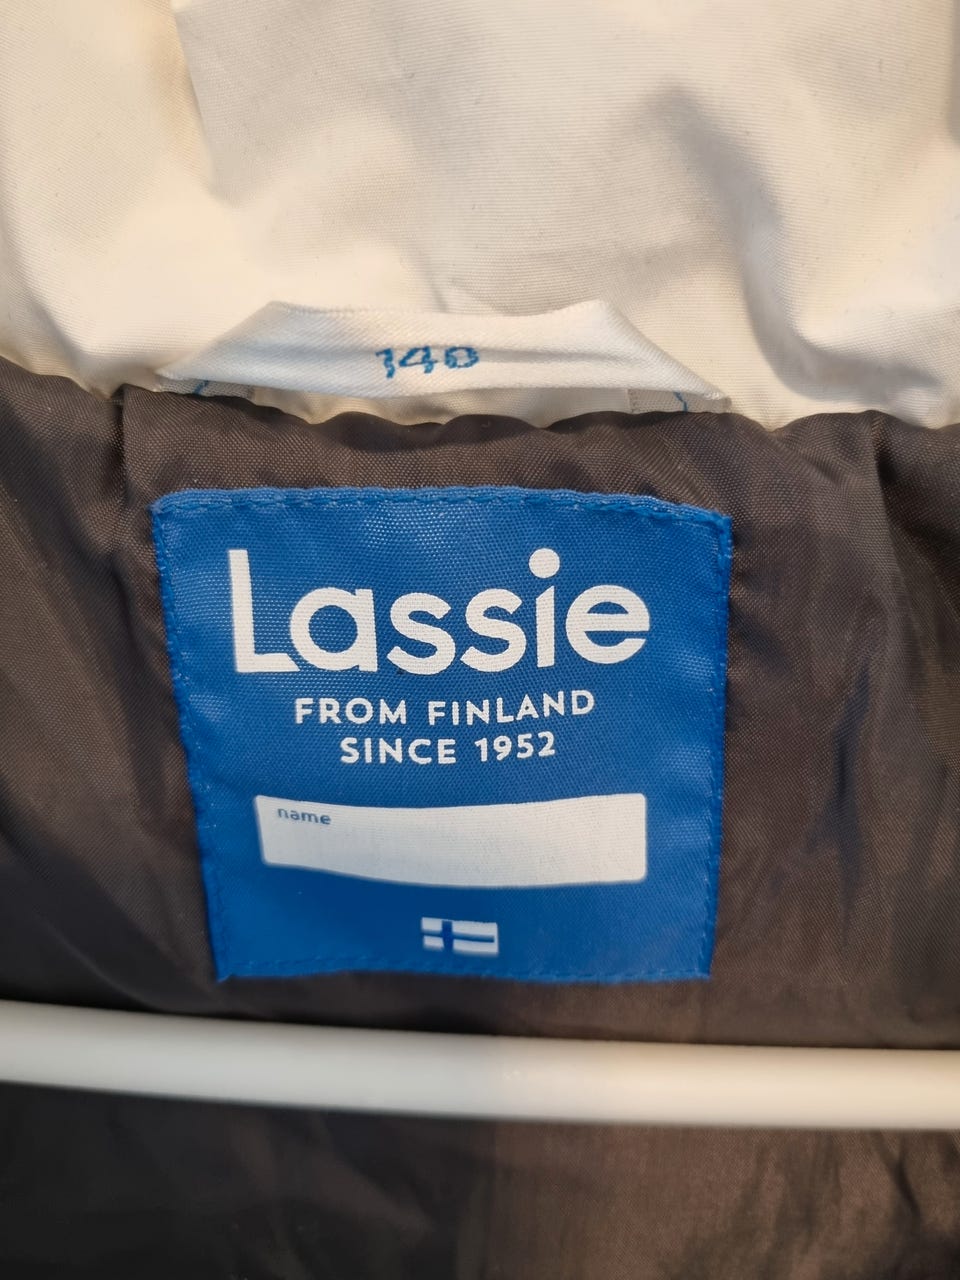 140
Lassie
FROM FINLAND
SINCE 1952
name